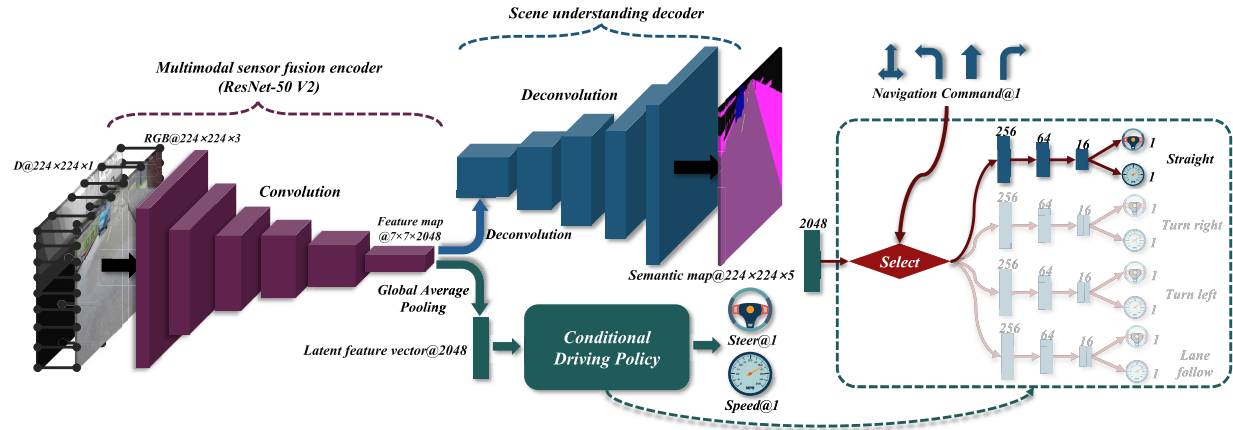 Scene understanding decoder
Multimodal sensor fusion encoder
(ResNet-50 V2)
RGB@224×224×3
D@224×224×1
Convolution
Feature map
@7×7×2048
Deconvolution
Deconvolution
Semantic map@224×224×5
Global Average
Pooling
Latent feature vector@2048
Conditional
Driving Policy
Steer@1
MPH
Speed@1
Navigation Command@1
2048
Select
256
64
16
1
1
Straight
256
64
16
1
1
Turn right
256
64
16
1
1
Turn left
256
64
16
1
1
Lane
follow